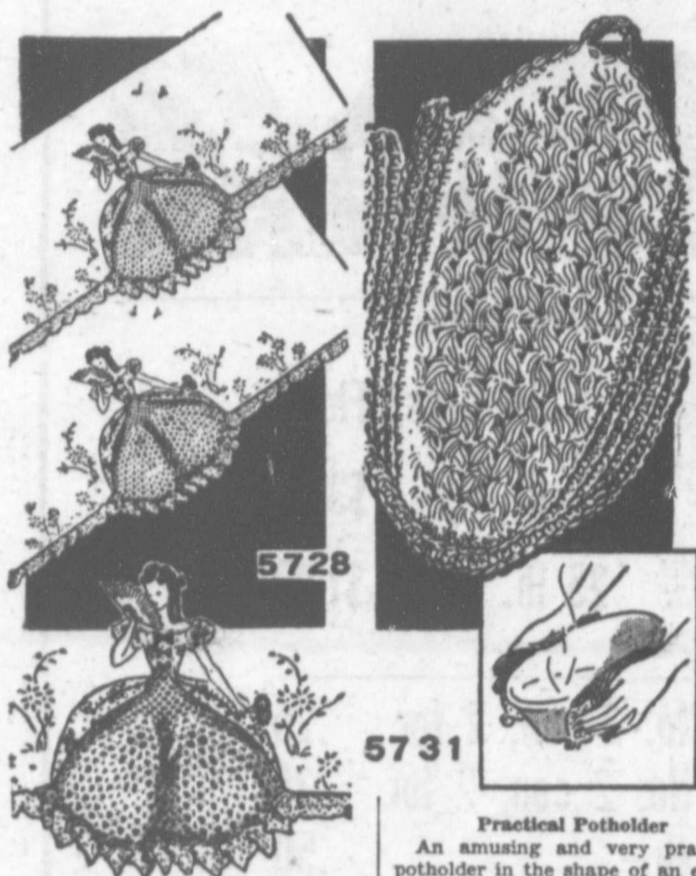 5728
5731
Practical Potholder
An amusing and very pra
potholder in the shape of an